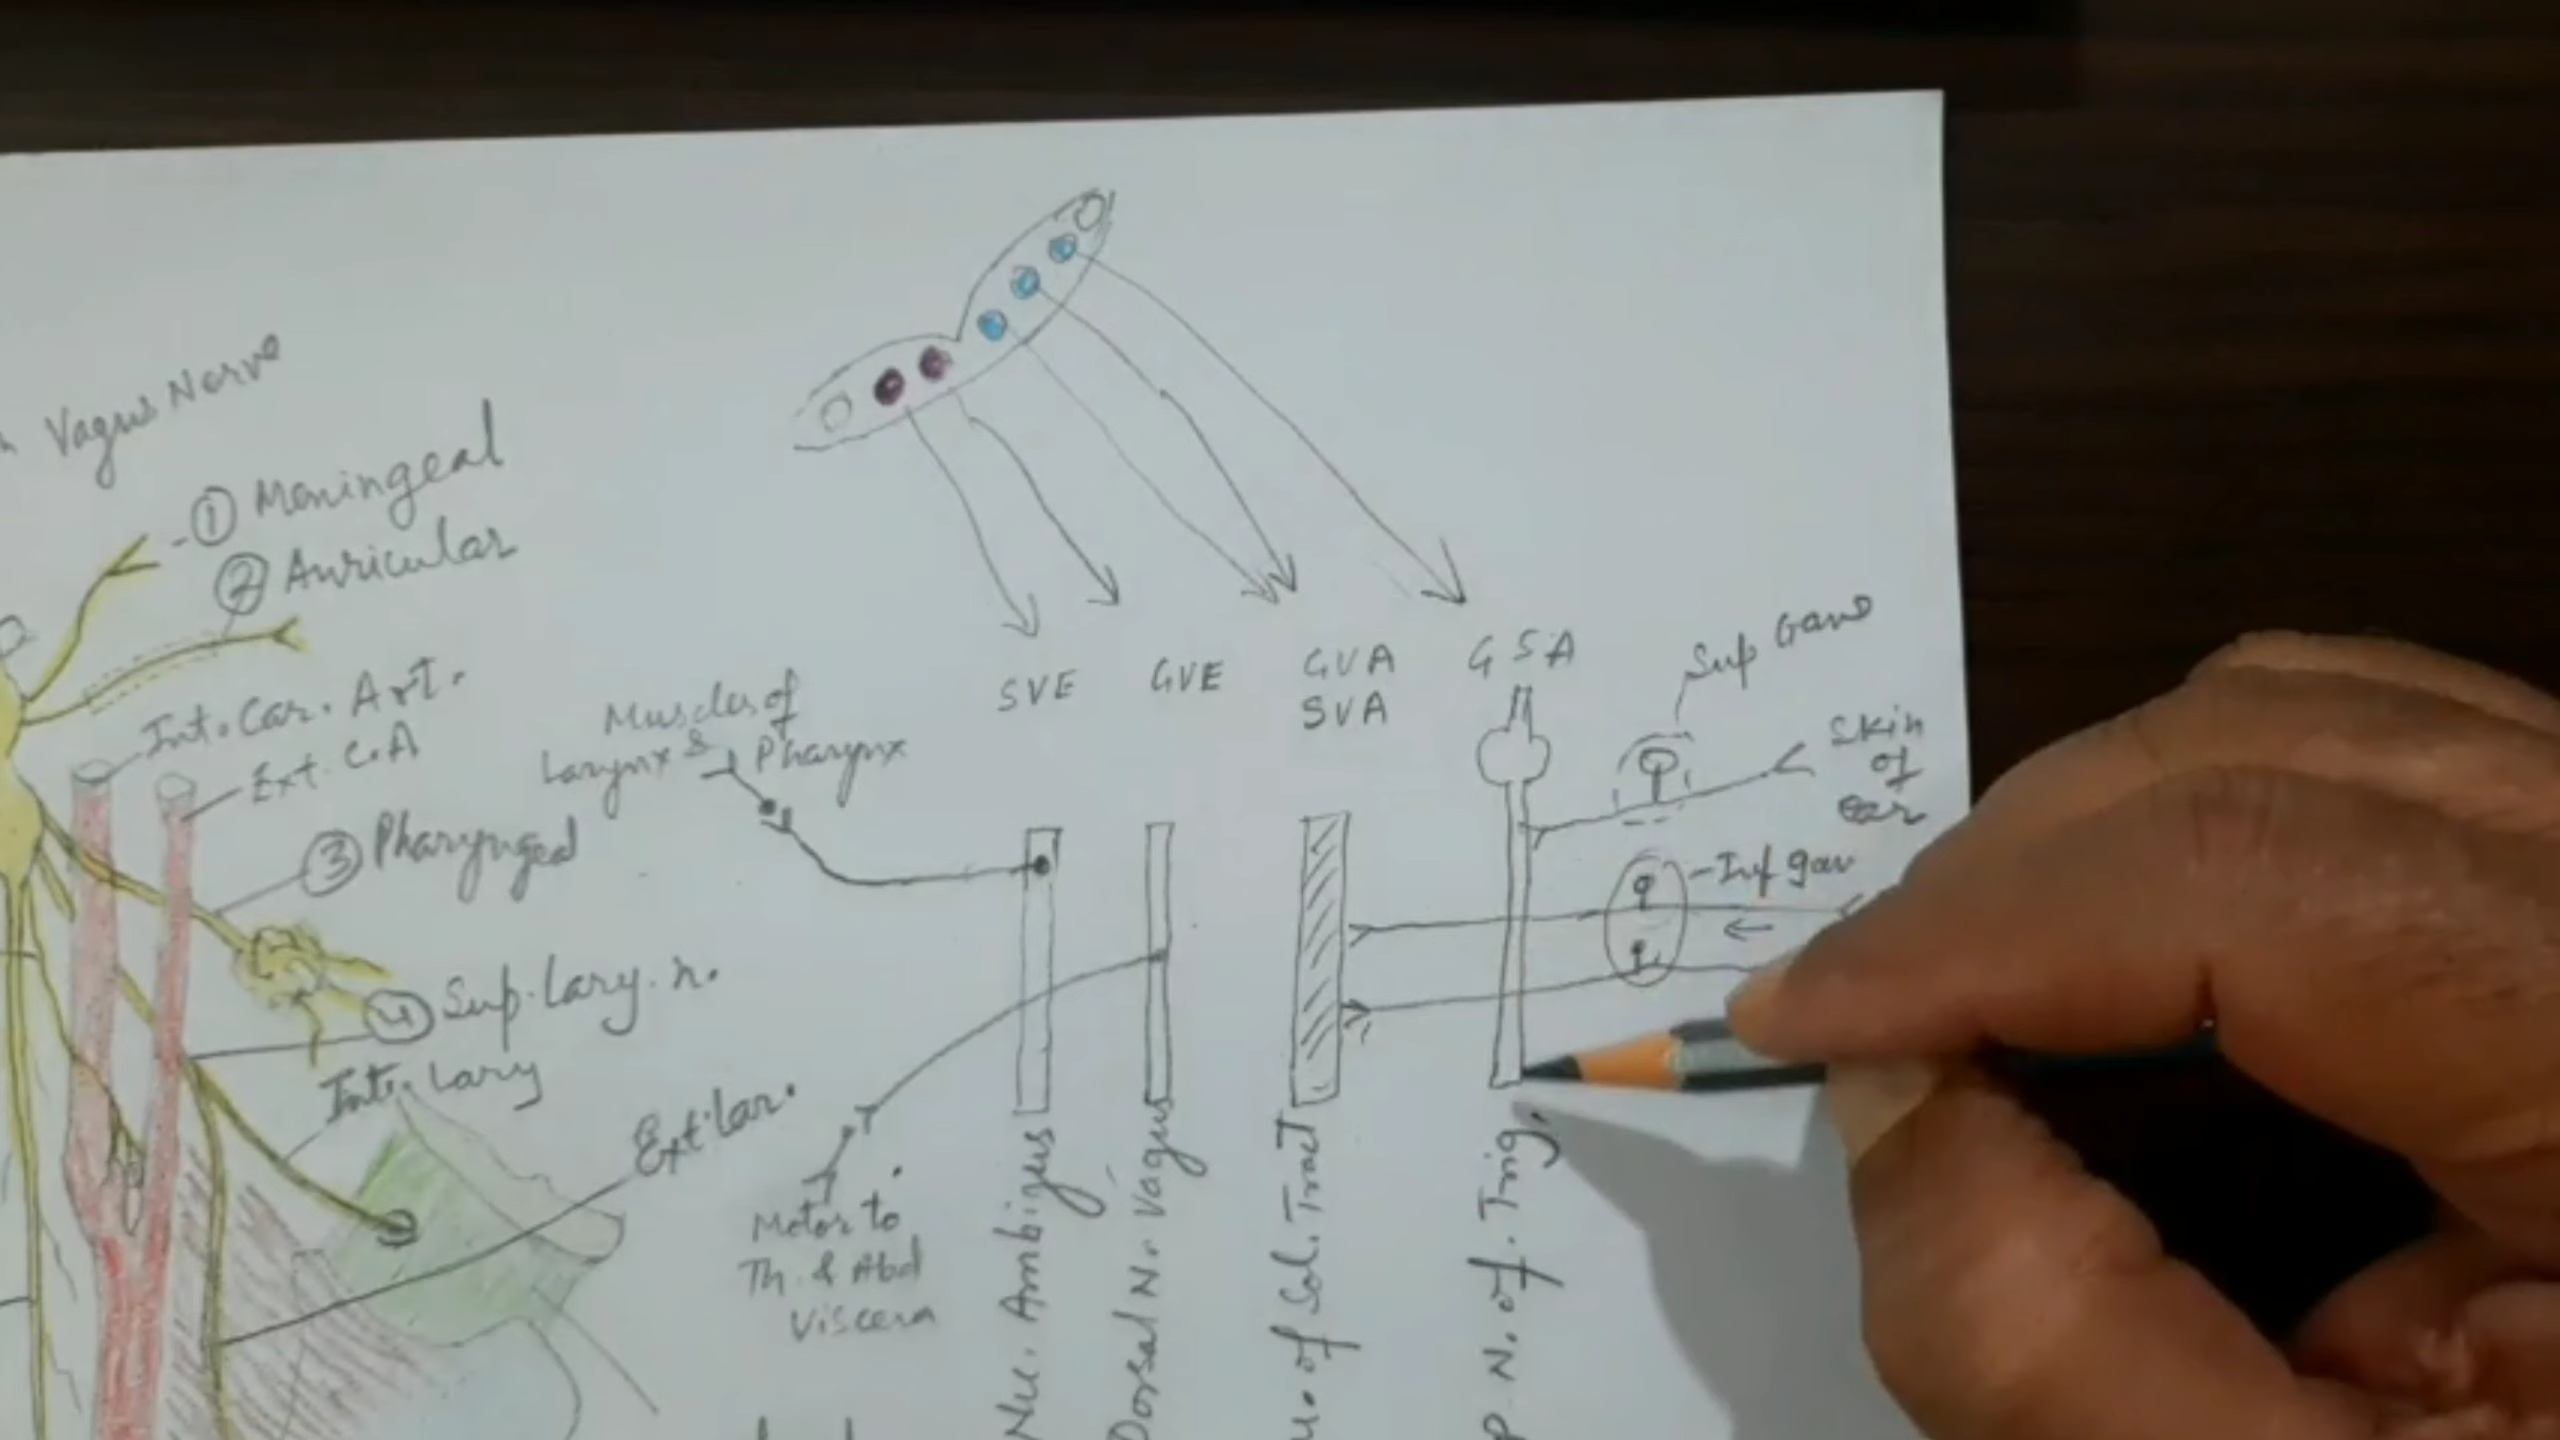 Vagus Nerve
① Meningeal
② Auricular
Int. Car. Art.
Ext. C.A
③ Pharyngeal
④ Sup. Lary. n.
Int. Lary
Ext. Lar.
SVE
GVE
GVA
SVA
GSA
Muscles of
Larynx & Pharynx
Sup Gan
Skin
of
ear
- Inf gan
Motor to
Th. & Abd
Viscera
Nu. Ambigus
Dorsal N. Vagus
u. of Sol. Tract
p N. of. Trig.